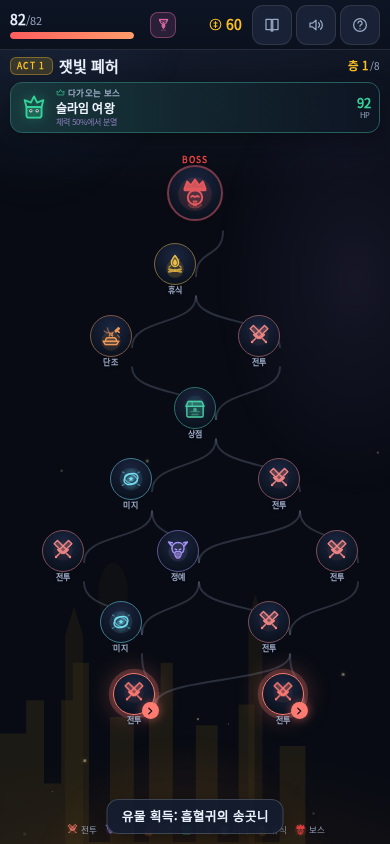 82/82
60
ACT 1 잿빛 폐허
층 1/8
다가오는 보스
슬라임 여왕
체력 50%에서 분열
92
HP
BOSS
휴식
단조
전투
상점
미지
전투
전투
정예
전투
미지
전투
전투
전투
유물 획득: 흡혈귀의 송곳니
전투
보스